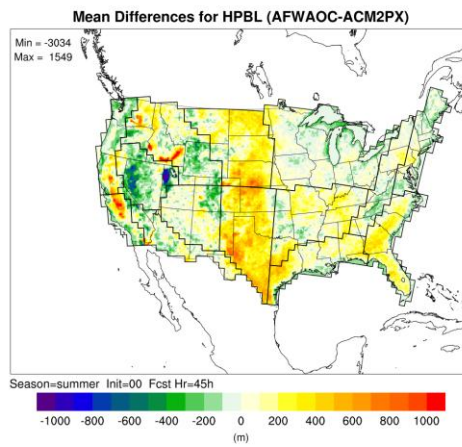 Mean Differences for HPBL (AFWAOC-ACM2PX)
Min = -3034
Max = 1549
Season=summer Init=00 Fcst Hr=45h
-1000 -800 -600 -400 -200 0 200 400 600 800 1000
(m)